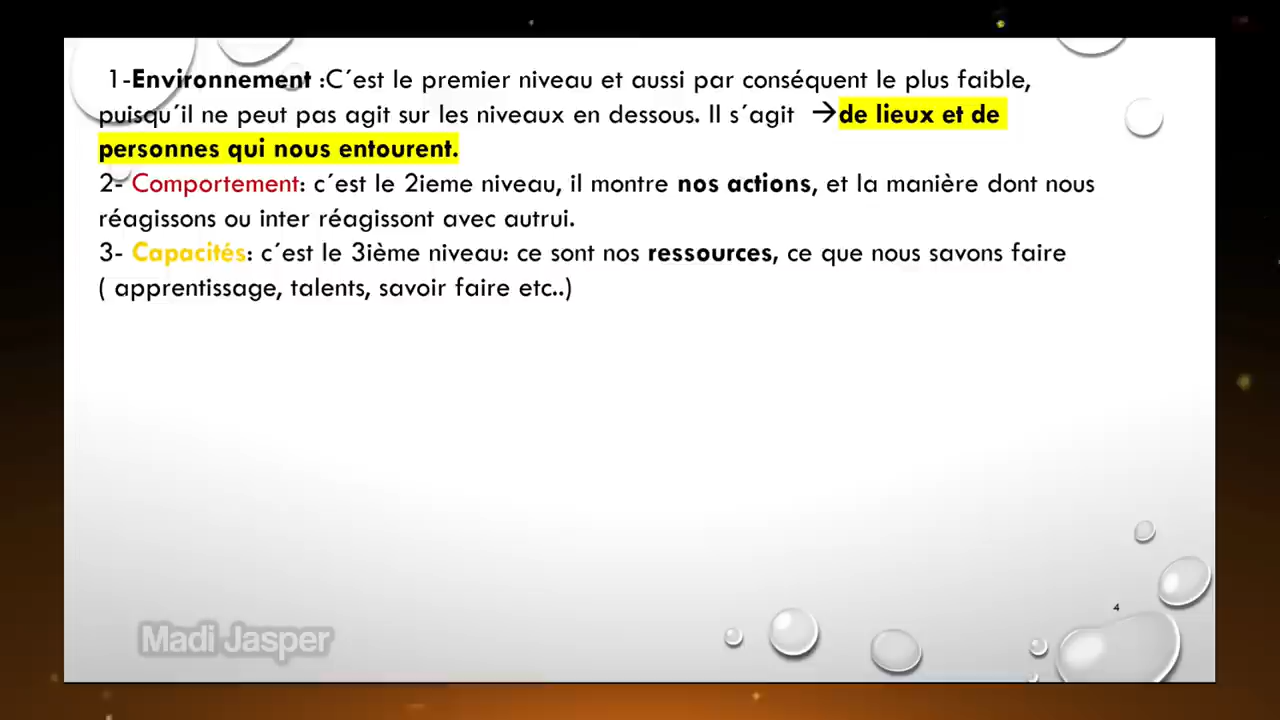 1-Environnement :C´est le premier niveau et aussi par conséquent le plus faible,
puisqu´il ne peut pas agit sur les niveaux en dessous. Il s´agit →de lieux et de
personnes qui nous entourent.
2- Comportement: c´est le 2ieme niveau, il montre nos actions, et la manière dont nous
réagissons ou inter réagissont avec autrui.
3- Capacités: c´est le 3ième niveau: ce sont nos ressources, ce que nous savons faire
( apprentissage, talents, savoir faire etc..)
4
Madi Jasper